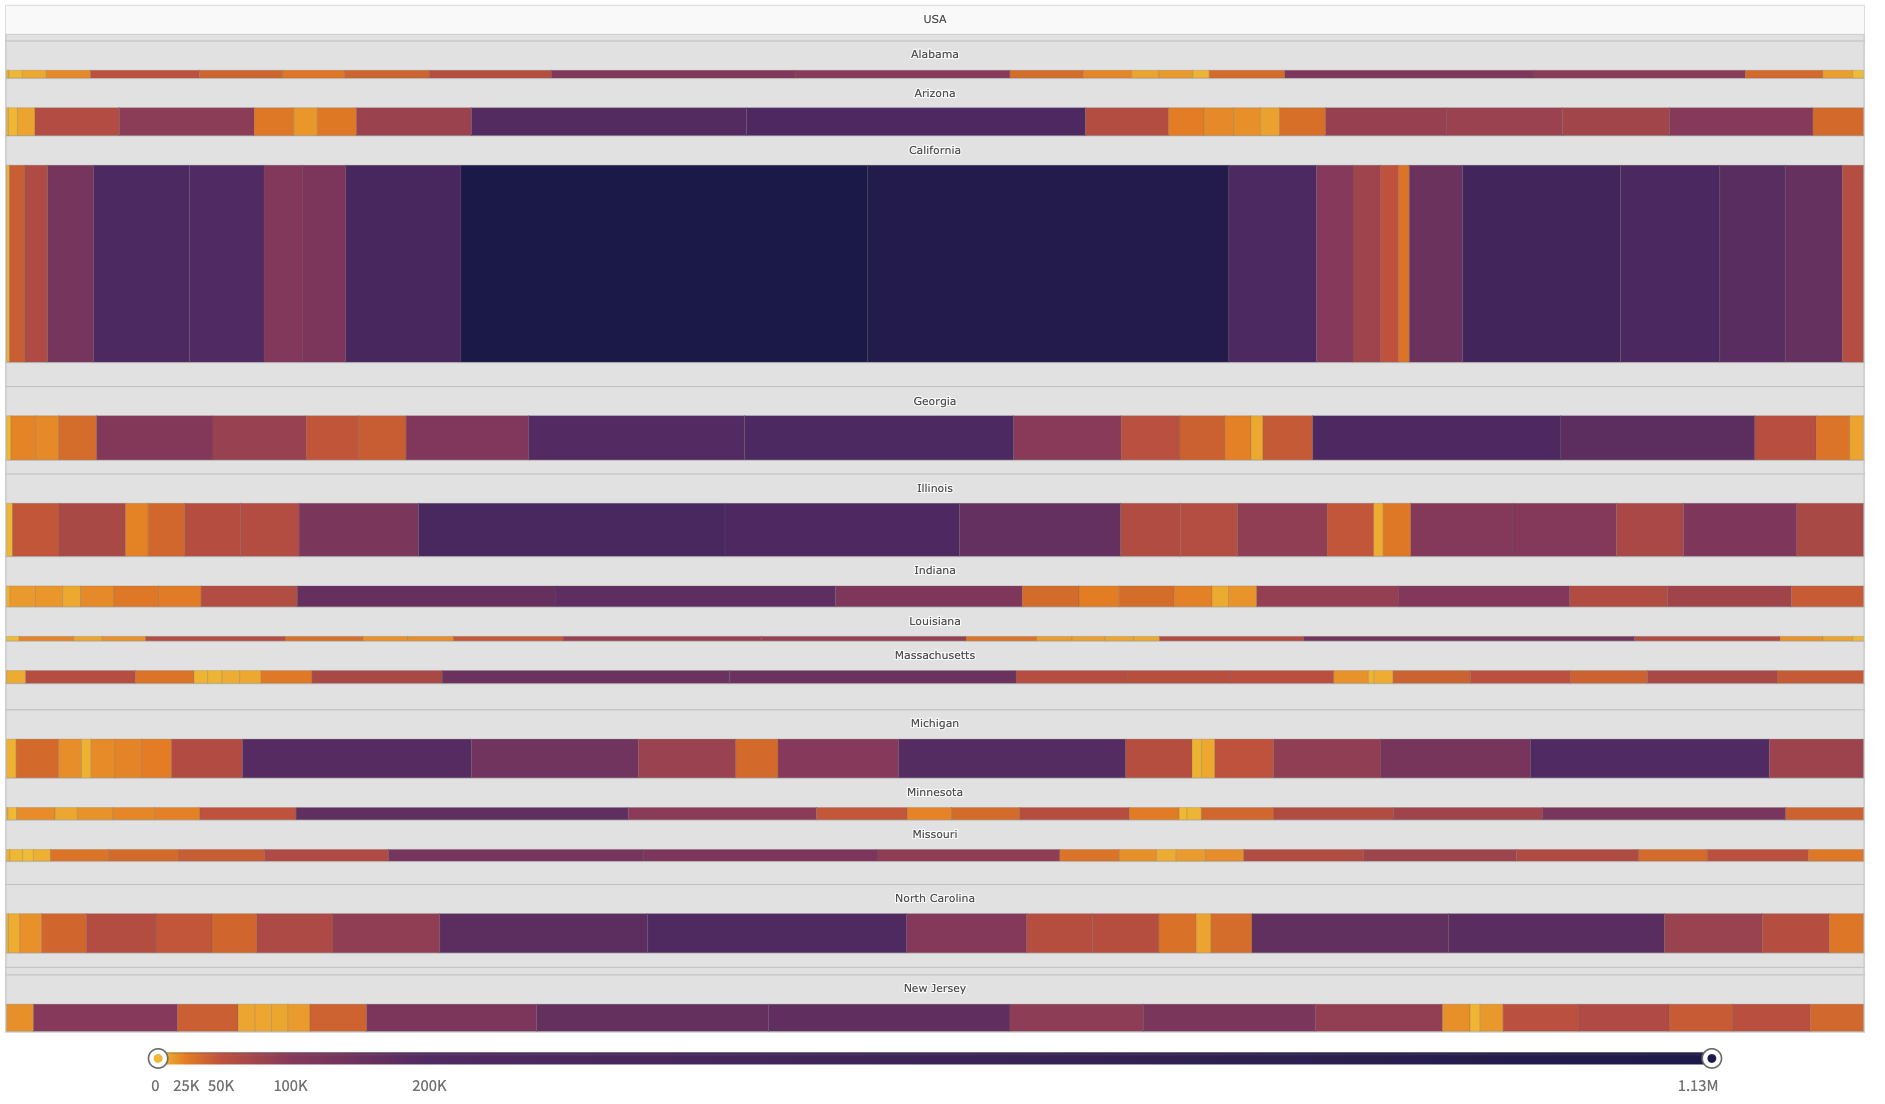 USA
Alabama
Arizona
California
Georgia
Illinois
Indiana
Louisiana
Massachusetts
Michigan
Minnesota
Missouri
North Carolina
New Jersey
0 25K 50K 100K 200K 1.13M